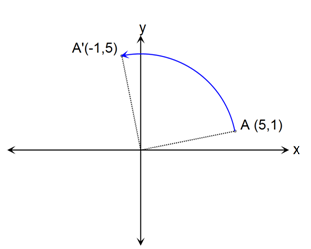 y
A'(-1,5)
A (5,1)
x